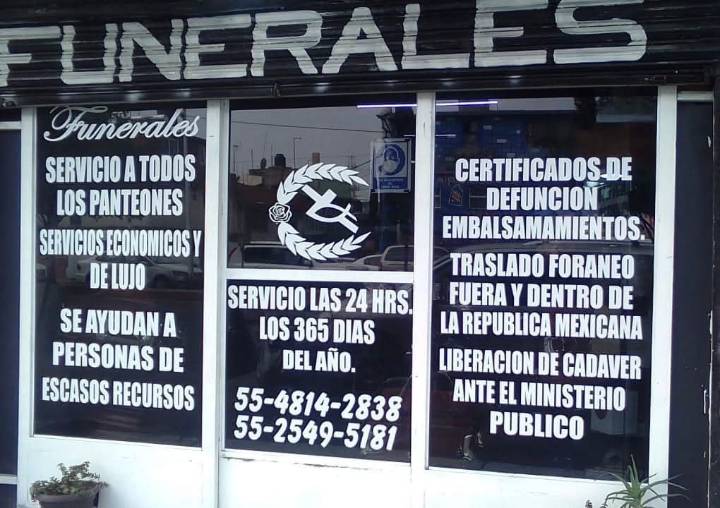 FUNERALES
Funerales
SERVICIO A TODOS
LOS PANTEONES
SERVICIOS ECONOMICOS Y
DE LUJO
SE AYUDAN A
PERSONAS DE
ESCASOS RECURSOS
SERVICIO LAS 24 HRS.
LOS 365 DIAS
DEL AÑO.
55-4814-2838
55-2549-5181
CERTIFICADOS DE
DEFUNCION
EMBALSAMAMIENTOS.
TRASLADO FORANEO
FUERA Y DENTRO DE
LA REPUBLICA MEXICANA
LIBERACION DE CADAVER
ANTE EL MINISTERIO
PUBLICO